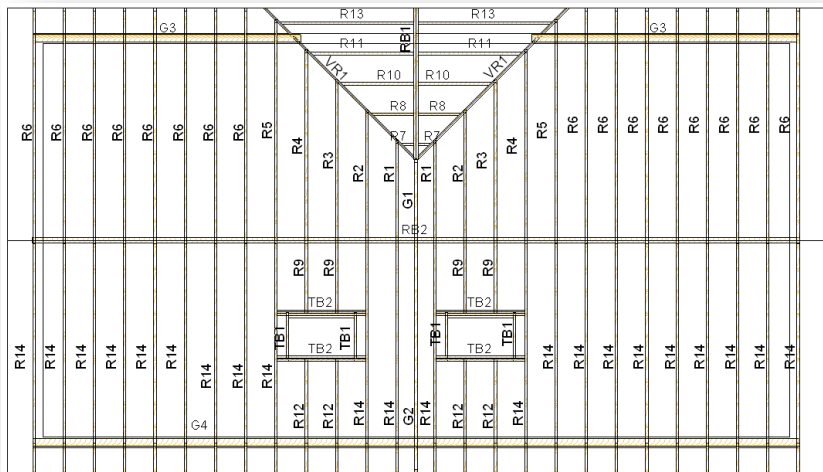 R13 R13
G3 RB1 G3
R11 R11
VR1 R10 R10 VR1
R8 R8
R7 R7
R6 R6 R6 R6 R6 R6 R6 R6 R5 R4 R3 R2 R1 G1 R1 R2 R3 R4 R5 R6 R6 R6 R6 R6 R6 R6 R6
RB2
R9 R9 R9 R9
TB2 TB2
TB1 TB1 TB1 TB1
TB2 TB2
R14 R14 R14 R14 R14 R14 R14 R14 R14 R12 R12 R14 R14 G2 R14 R12 R12 R14 R14 R14 R14 R14 R14 R14 R14 R14 R14
G4